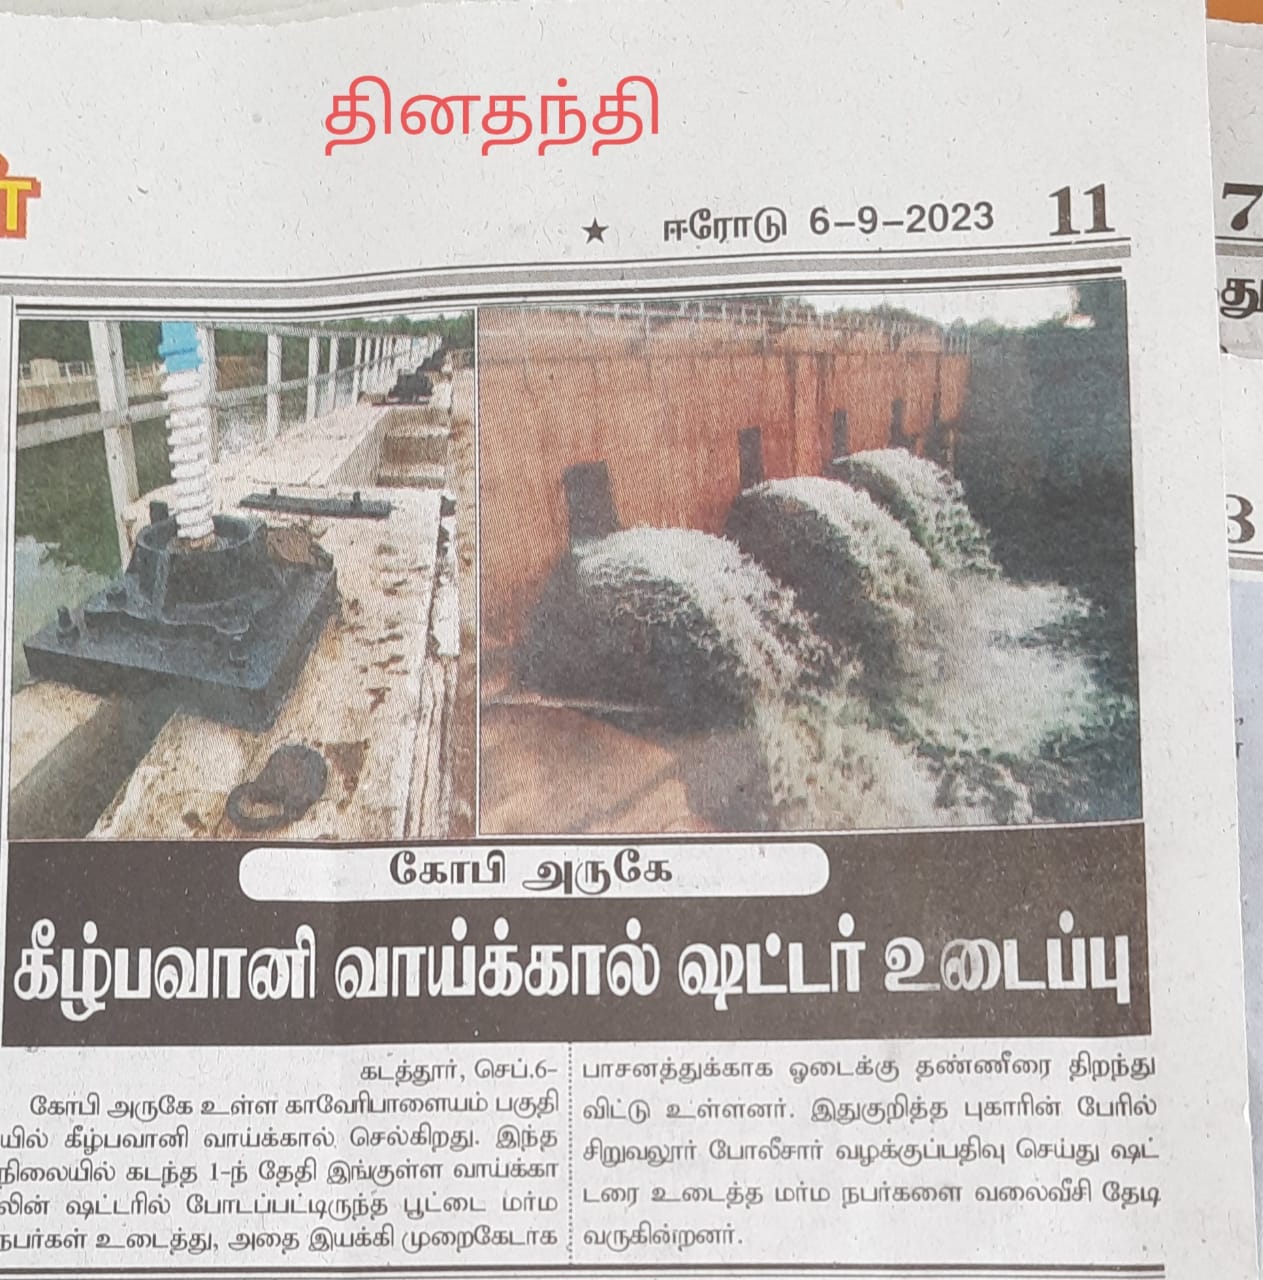 தினதந்தி
★ ஈரோடு 6-9-2023 11
கோபி அருகே
கீழ்பவானி வாய்க்கால் ஷட்டர் உடைப்பு
கடத்தூர், செப்.6-
கோபி அருகே உள்ள காவேரிபாளையம் பகுதி
யில் கீழ்பவானி வாய்க்கால் செல்கிறது. இந்த
நிலையில் கடந்த 1-ந் தேதி இங்குள்ள வாய்க்கா
லின் ஷட்டரில் போடப்பட்டிருந்த பூட்டை மர்ம
நபர்கள் உடைத்து, அதை இயக்கி முறைகேடாக
பாசனத்துக்காக ஓடைக்கு தண்ணீரை திறந்து
விட்டு உள்ளனர். இதுகுறித்த புகாரின் பேரில்
சிறுவலூர் போலீசார் வழக்குப்பதிவு செய்து ஷட்
டரை உடைத்த மர்ம நபர்களை வலைவீசி தேடி
வருகின்றனர்.
7
து
3